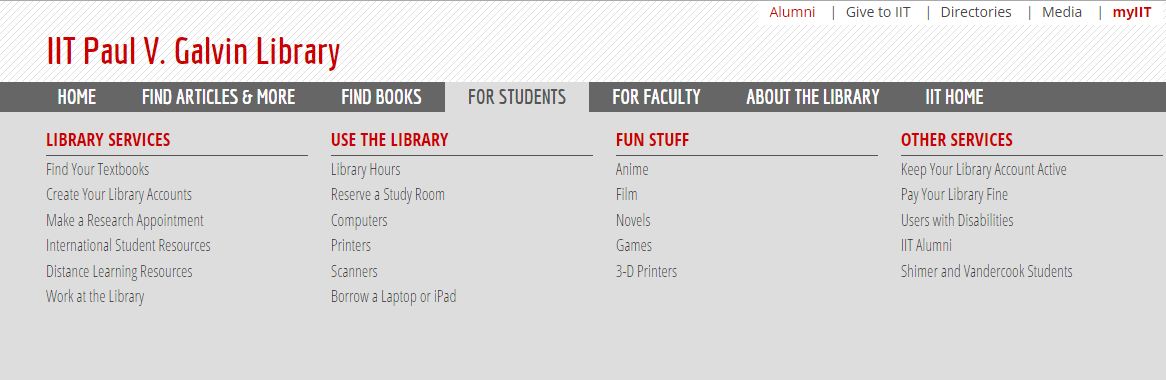 Alumni | Give to IIT | Directories | Media | myIIT
IIT Paul V. Galvin Library
HOME FIND ARTICLES & MORE FIND BOOKS FOR STUDENTS FOR FACULTY ABOUT THE LIBRARY IIT HOME
LIBRARY SERVICES
Find Your Textbooks
Create Your Library Accounts
Make a Research Appointment
International Student Resources
Distance Learning Resources
Work at the Library
USE THE LIBRARY
Library Hours
Reserve a Study Room
Computers
Printers
Scanners
Borrow a Laptop or iPad
FUN STUFF
Anime
Film
Novels
Games
3-D Printers
OTHER SERVICES
Keep Your Library Account Active
Pay Your Library Fine
Users with Disabilities
IIT Alumni
Shimer and Vandercook Students